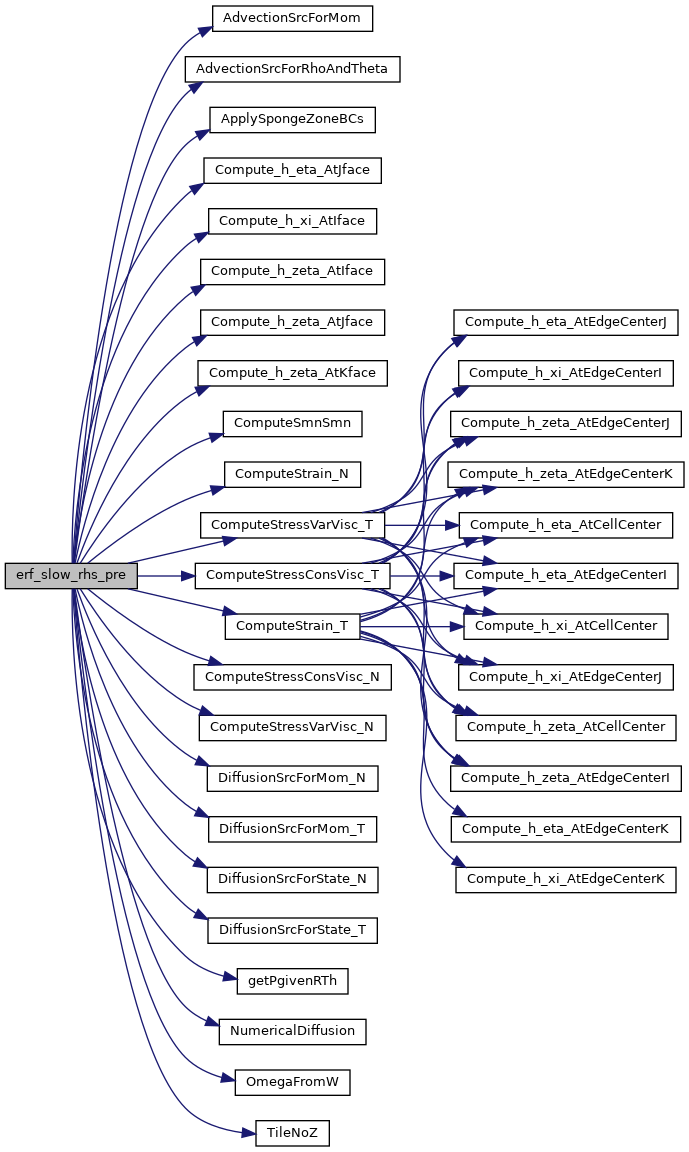 erf_slow_rhs_pre
AdvectionSrcForMom
AdvectionSrcForRhoAndTheta
ApplySpongeZoneBCs
Compute_h_eta_AtJface
Compute_h_xi_AtIface
Compute_h_zeta_AtIface
Compute_h_zeta_AtJface
Compute_h_zeta_AtKface
ComputeSmnSmn
ComputeStrain_N
ComputeStressVarVisc_T
ComputeStressConsVisc_T
ComputeStrain_T
ComputeStressConsVisc_N
ComputeStressVarVisc_N
DiffusionSrcForMom_N
DiffusionSrcForMom_T
DiffusionSrcForState_N
DiffusionSrcForState_T
getPgivenRTh
NumericalDiffusion
OmegaFromW
TileNoZ
Compute_h_eta_AtEdgeCenterJ
Compute_h_xi_AtEdgeCenterI
Compute_h_zeta_AtEdgeCenterJ
Compute_h_zeta_AtEdgeCenterK
Compute_h_eta_AtCellCenter
Compute_h_eta_AtEdgeCenterI
Compute_h_xi_AtCellCenter
Compute_h_xi_AtEdgeCenterJ
Compute_h_zeta_AtCellCenter
Compute_h_zeta_AtEdgeCenterI
Compute_h_eta_AtEdgeCenterK
Compute_h_xi_AtEdgeCenterK